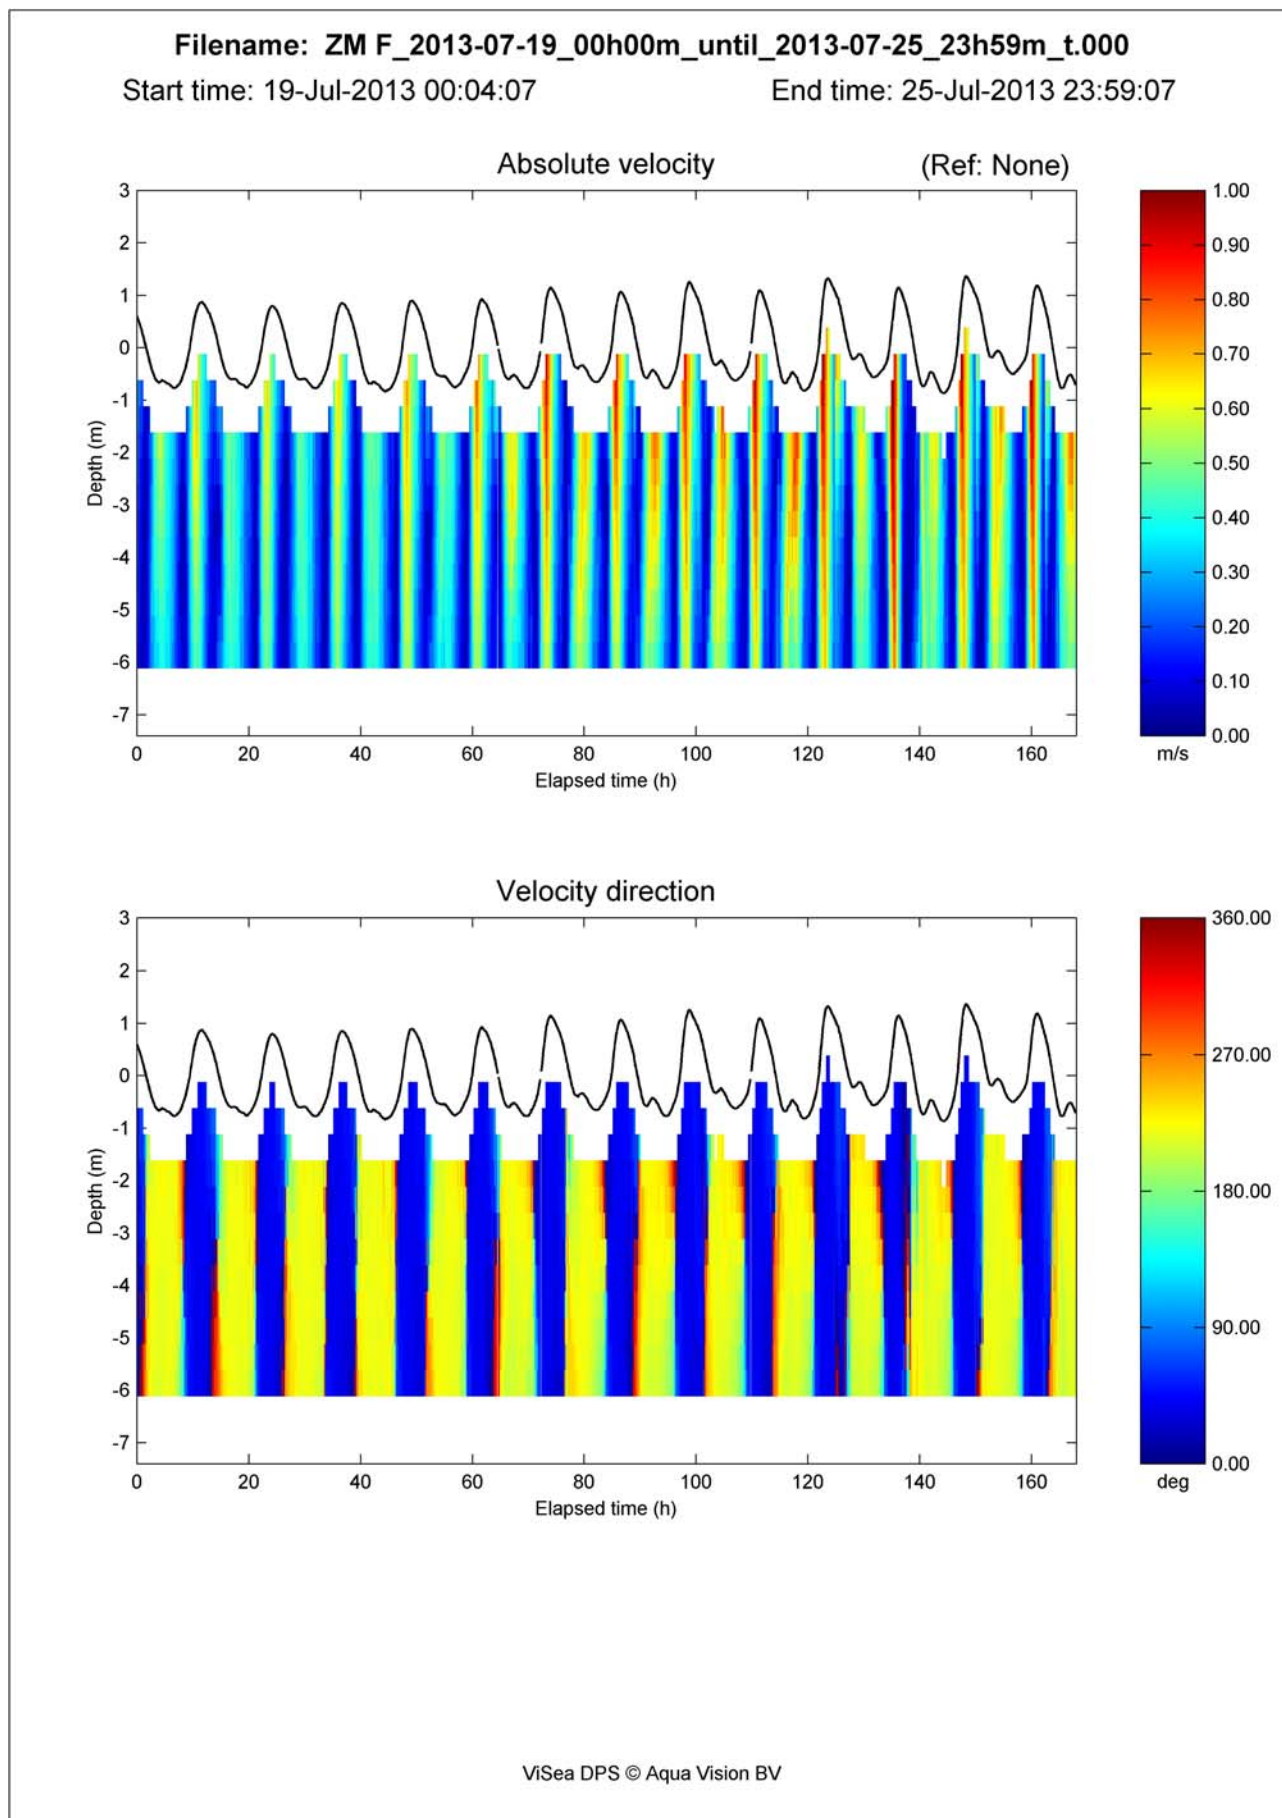 Filename: ZM F_2013-07-19_00h00m_until_2013-07-25_23h59m_t.000
Start time: 19-Jul-2013 00:04:07 End time: 25-Jul-2013 23:59:07
Absolute velocity (Ref: None)
3
2
1
0
-1
-2
-3
-4
-5
-6
-7
Depth (m)
0 20 40 60 80 100 120 140 160
Elapsed time (h)
1.00
0.90
0.80
0.70
0.60
0.50
0.40
0.30
0.20
0.10
0.00
m/s
Velocity direction
3
2
1
0
-1
-2
-3
-4
-5
-6
-7
Depth (m)
0 20 40 60 80 100 120 140 160
Elapsed time (h)
360.00
270.00
180.00
90.00
0.00
deg
ViSea DPS © Aqua Vision BV